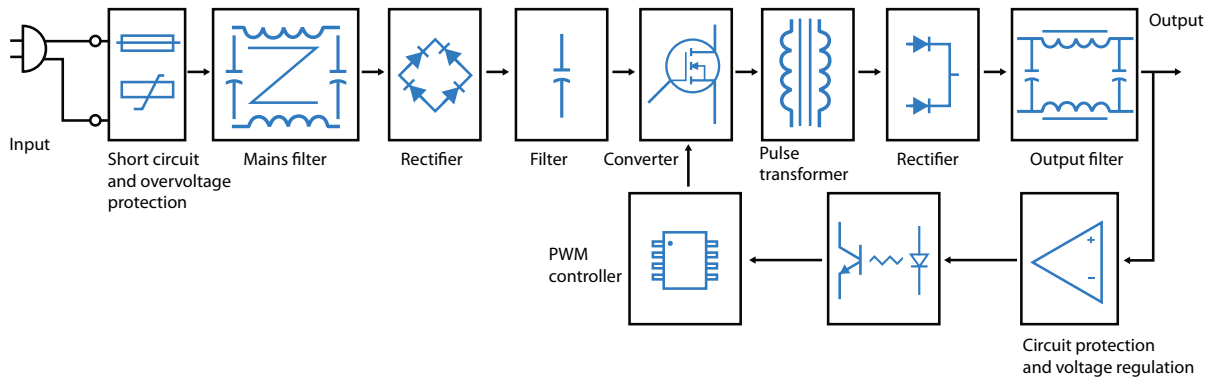 Output
Input
Short circuit
and overvoltage
protection
Mains filter
Rectifier
Filter
Converter
Pulse
transformer
Rectifier
Output filter
PWM
controller
+
-
Circuit protection
and voltage regulation